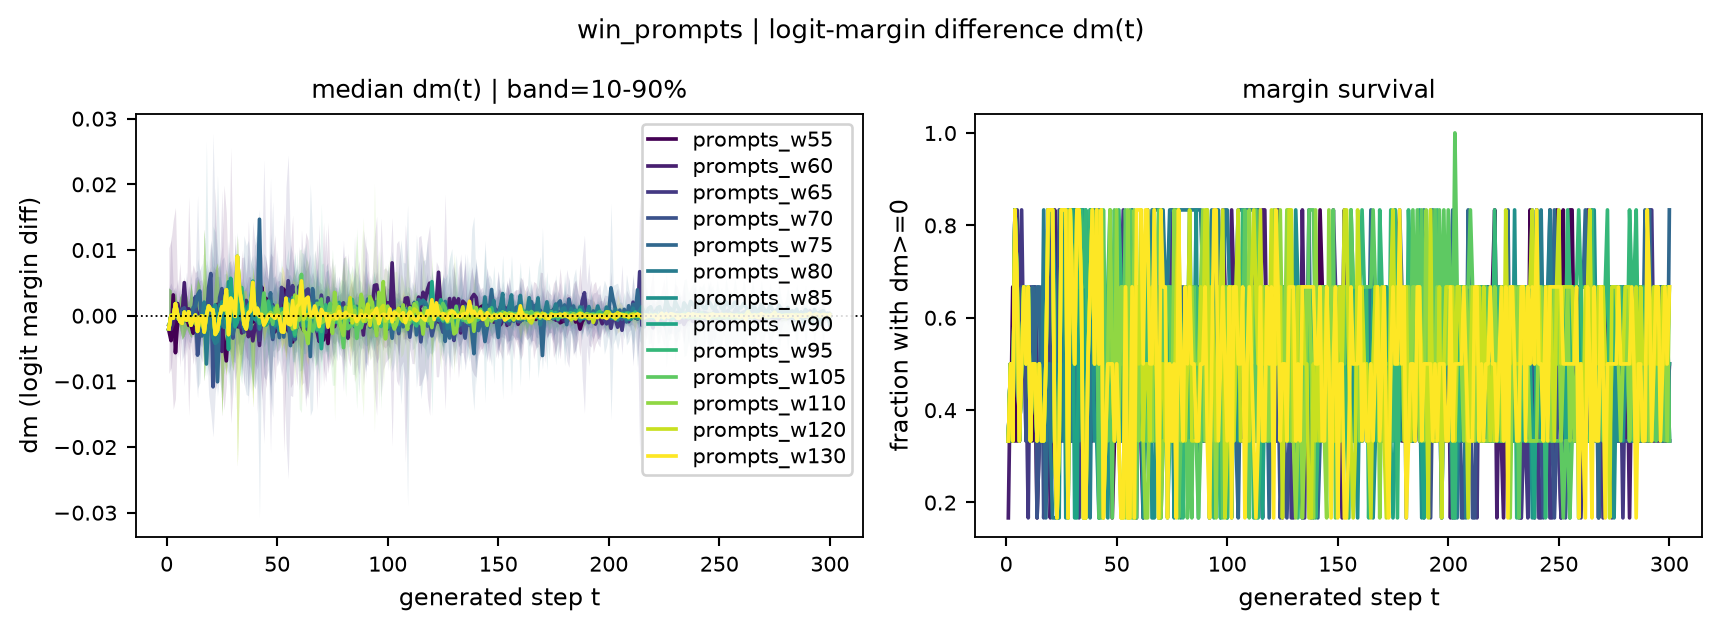 win_prompts | logit-margin difference dm(t)
median dm(t) | band=10-90%
dm (logit margin diff)
0.03
0.02
0.01
0.00
−0.01
−0.02
−0.03
prompts_w55
prompts_w60
prompts_w65
prompts_w70
prompts_w75
prompts_w80
prompts_w85
prompts_w90
prompts_w95
prompts_w105
prompts_w110
prompts_w120
prompts_w130
0
50
100
150
200
250
300
generated step t
margin survival
fraction with dm>=0
1.0
0.8
0.6
0.4
0.2
0
50
100
150
200
250
300
generated step t